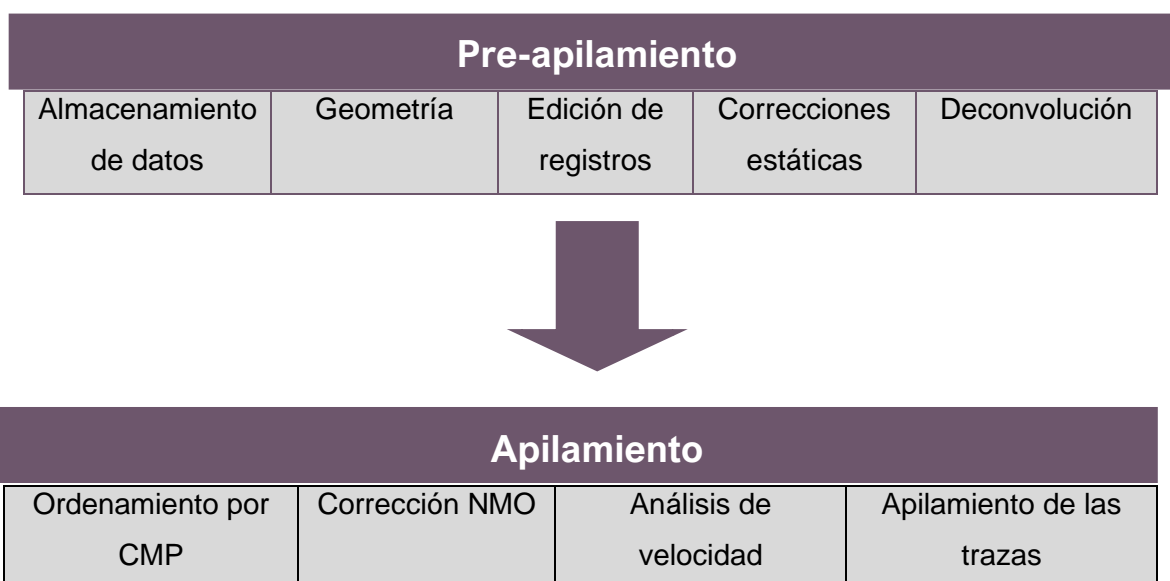 Pre-apilamiento
Almacenamiento
de datos
Geometría
Edición de
registros
Correcciones
estáticas
Deconvolución
Apilamiento
Ordenamiento por
CMP
Corrección NMO
Análisis de
velocidad
Apilamiento de las
trazas